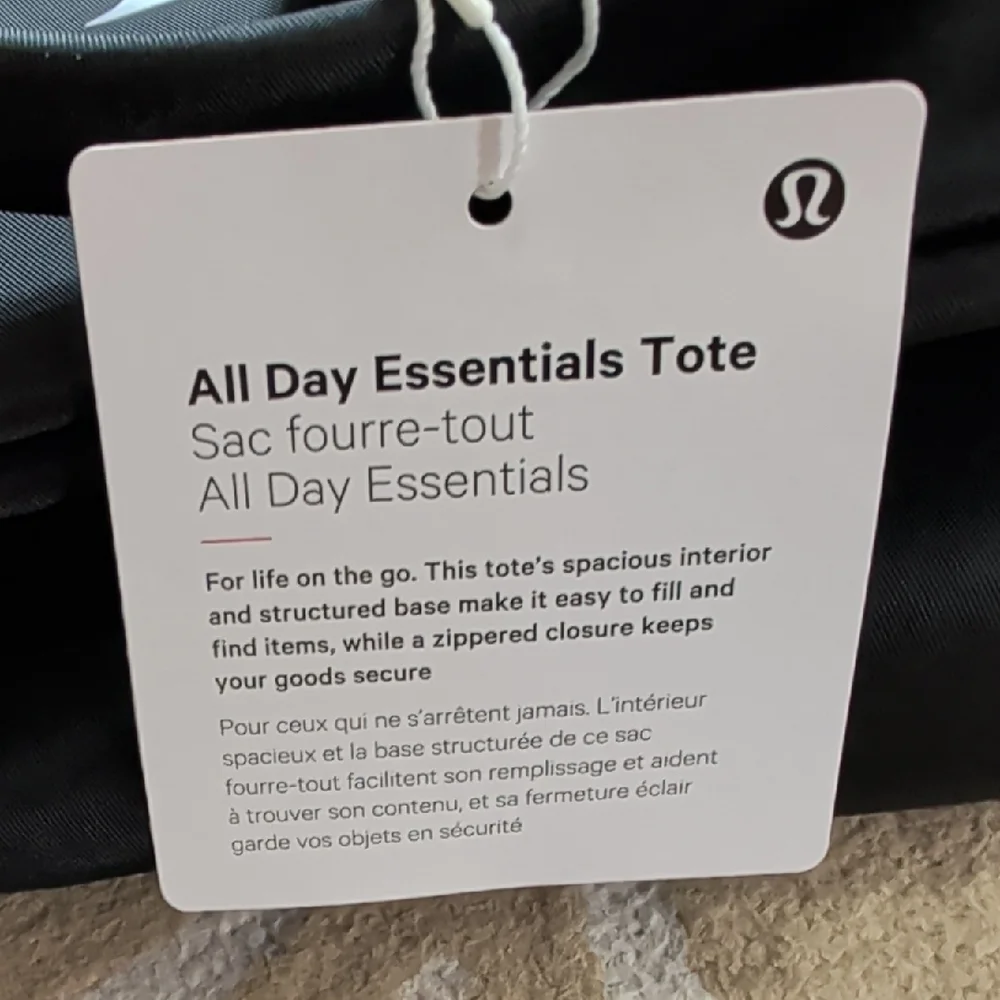 All Day Essentials Tote
Sac fourre-tout
All Day Essentials
For life on the go. This tote's spacious interior
and structured base make it easy to fill and
find items, while a zippered closure keeps
your goods secure
Pour ceux qui ne s'arrêtent jamais. L'intérieur
spacieux et la base structurée de ce sac
fourre-tout facilitent son remplissage et aident
à trouver son contenu, et sa fermeture éclair
garde vos objets en sécurité